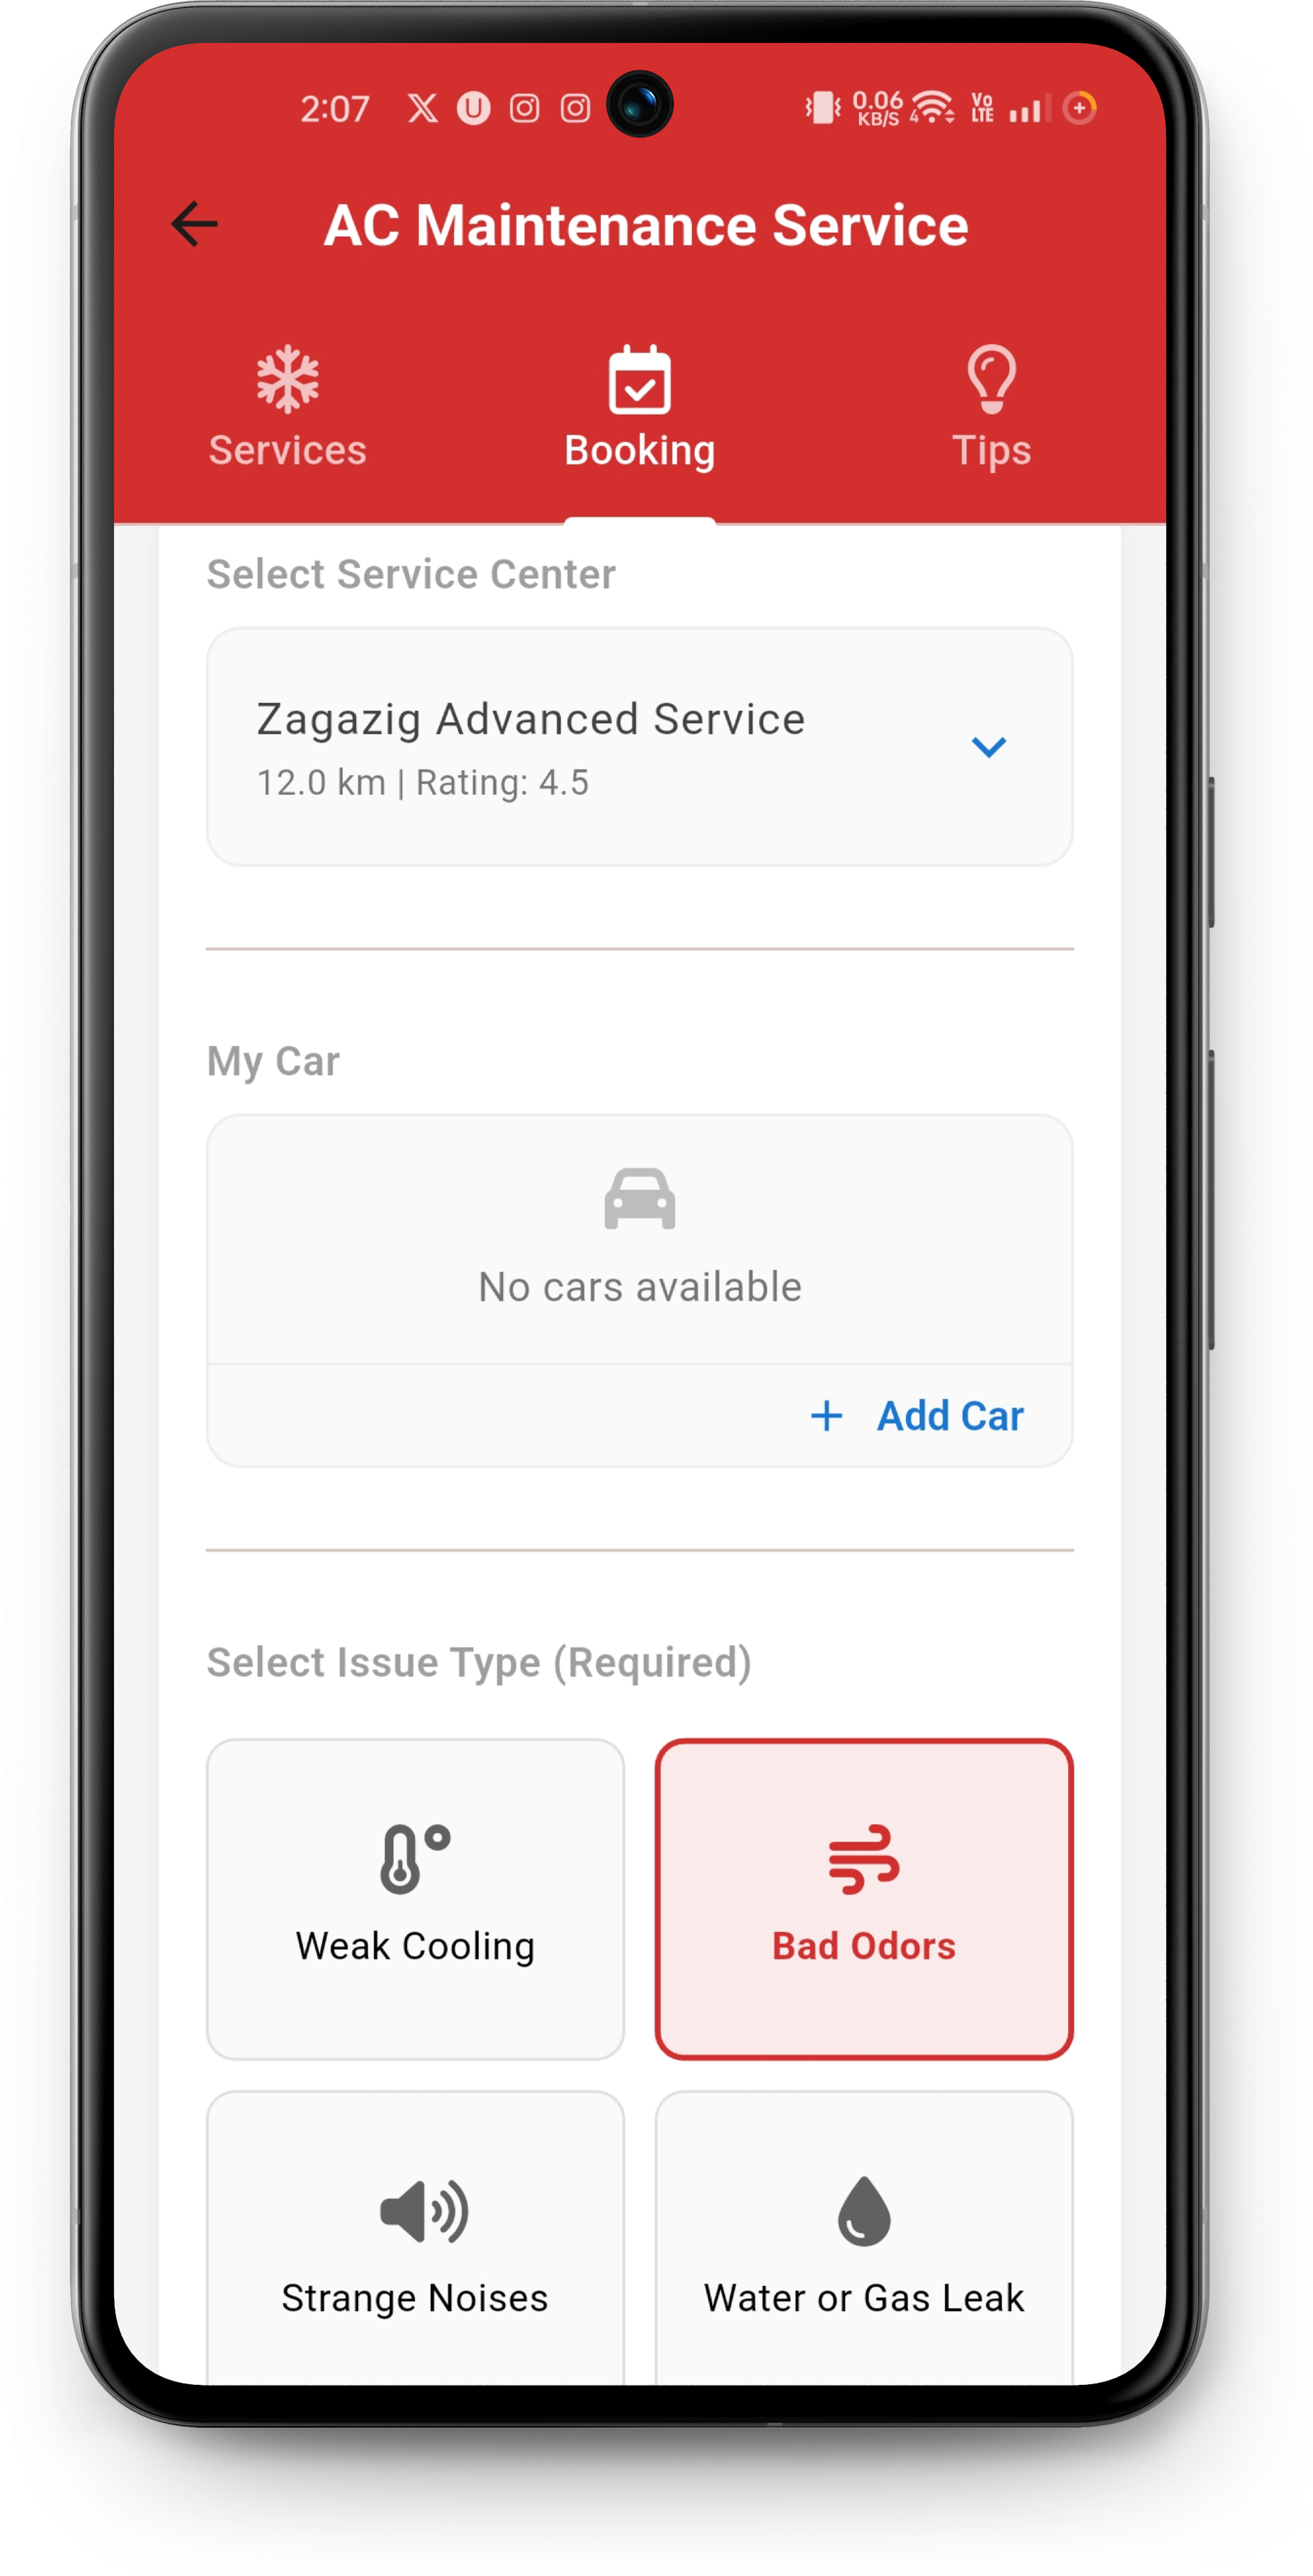 2:07
0.06
KB/S
4
Vo
LTE
AC Maintenance Service
Services
Booking
Tips
Select Service Center
Zagazig Advanced Service
12.0 km | Rating: 4.5
My Car
No cars available
+ Add Car
Select Issue Type (Required)
Weak Cooling
Bad Odors
Strange Noises
Water or Gas Leak